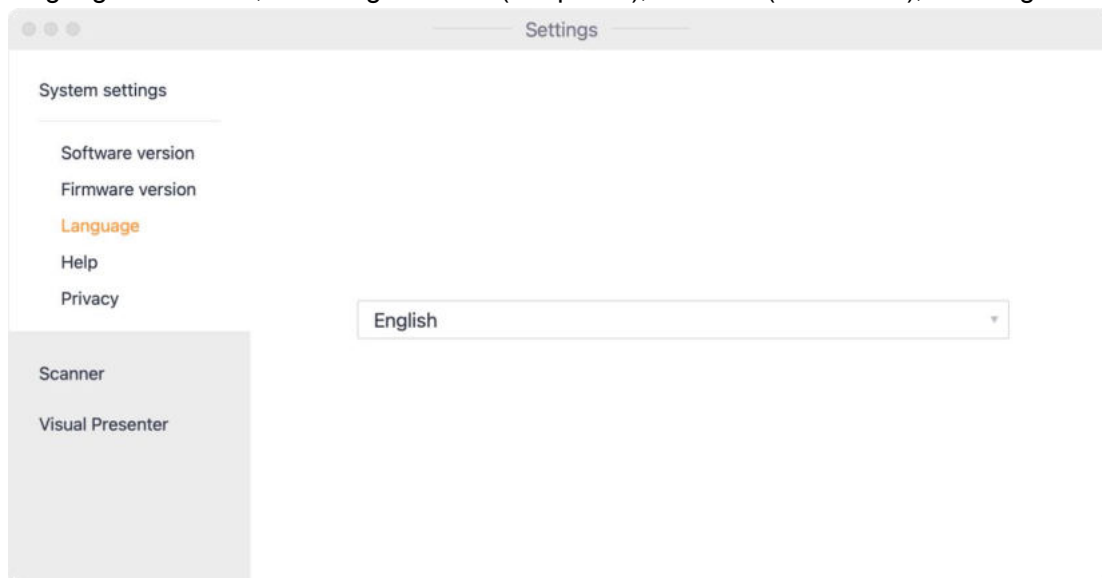 Settings
System settings
Software version
Firmware version
Language
Help
Privacy
English
Scanner
Visual Presenter